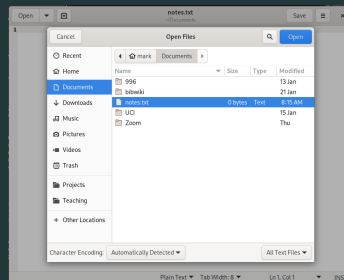 Open
notes.txt
~/Documents
Save
1
Cancel
Open Files
Open
mark
Documents
Recent
Home
Documents
Downloads
Music
Pictures
Videos
Trash
Projects
Teaching
+ Other Locations
Name Size Type Modified
996 13 Jan
bibwiki 21 Jan
notes.txt 0 bytes Text 8:15 AM
UCI 15 Jan
Zoom Thu
Character Encoding: Automatically Detected
All Text Files
Plain Text Tab Width: 8 Ln 1, Col 1 INS